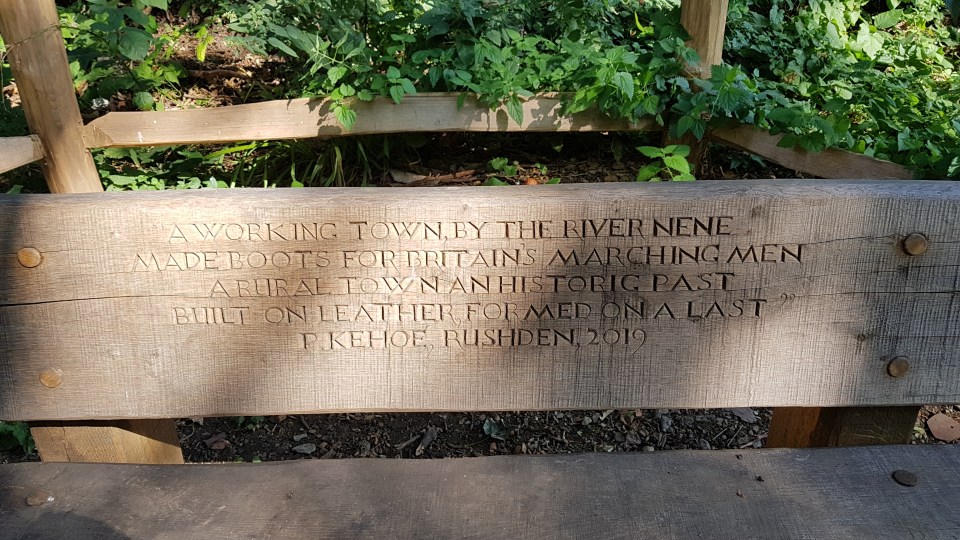 A WORKING TOWN, BY THE RIVER NENE
MADE BOOTS FOR BRITAIN'S MARCHING MEN
A RURAL TOWN AN HISTORIC PAST
BUILT ON LEATHER, FORMED ON A LAST "
P. KEHOE, RUSHDEN, 2019